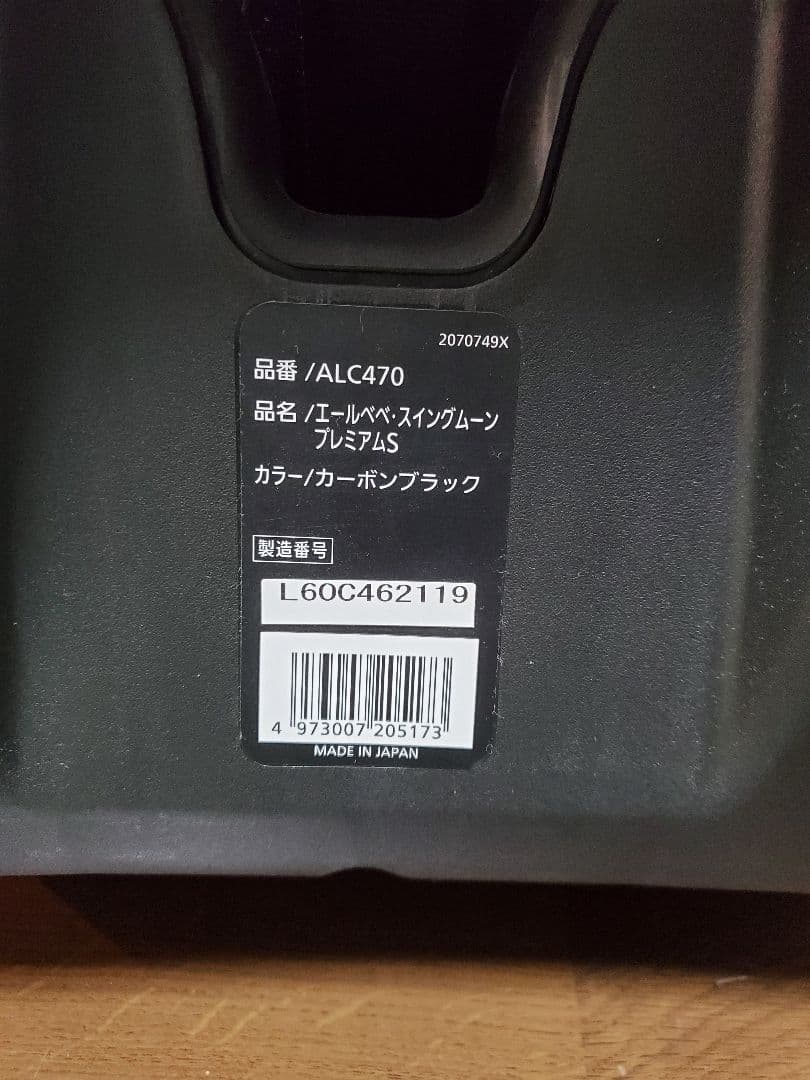 2070749X
品番/ALC470
品名/エールベベ・スイングムーン
プレミアムS
カラー/カーボンブラック
製造番号
L60C462119
4 973007 205173
MADE IN JAPAN